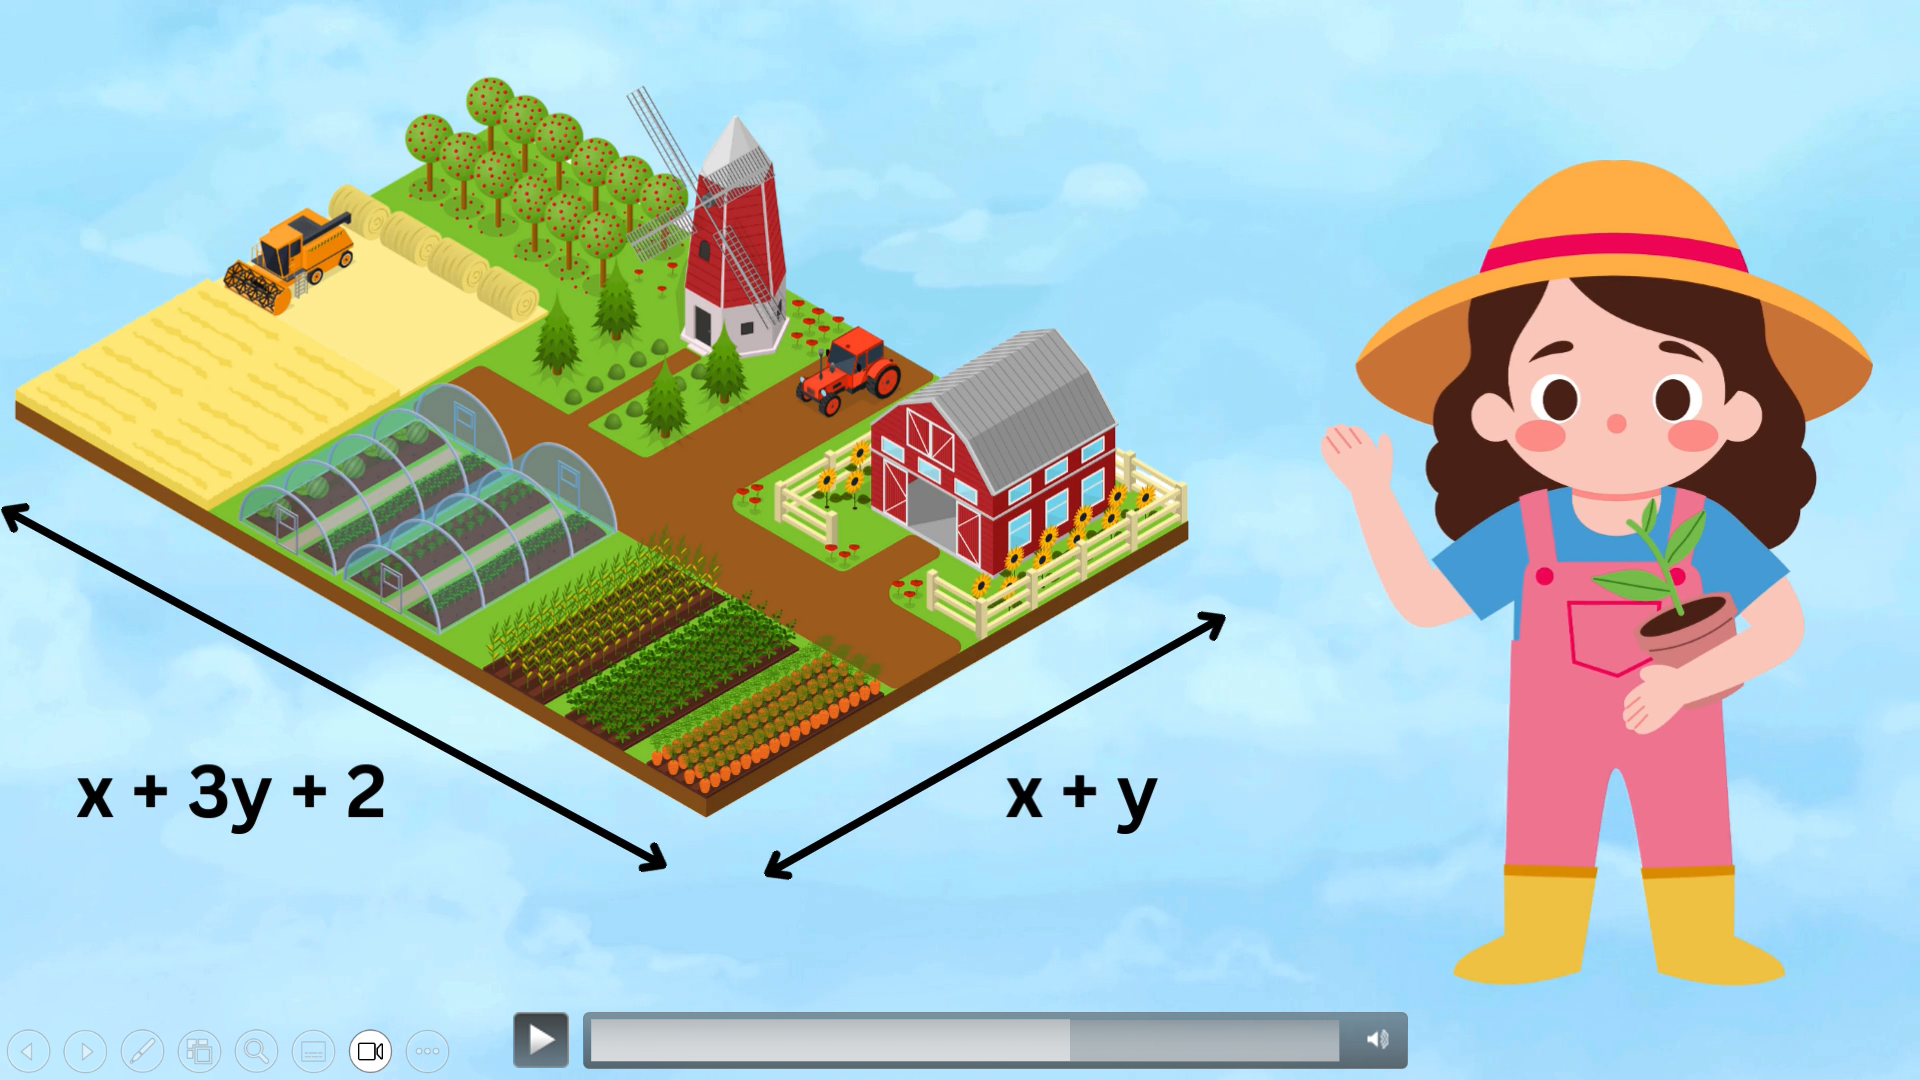 x + 3y + 2
x + y